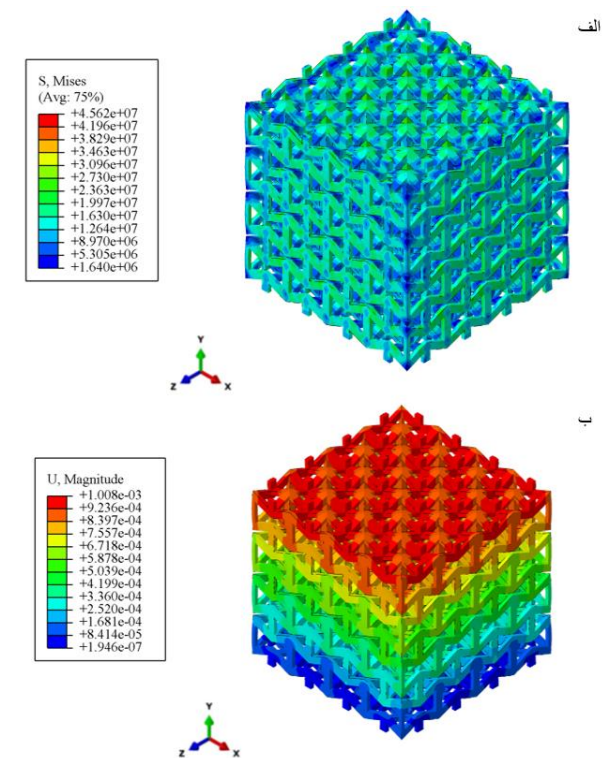 الف
S, Mises
(Avg: 75%)
+4.562e+07
+4.196e+07
+3.829e+07
+3.463e+07
+3.096e+07
+2.730e+07
+2.363e+07
+1.997e+07
+1.630e+07
+1.264e+07
+8.970e+06
+5.305e+06
+1.640e+06
Y
Z
X
ب
U, Magnitude
+1.008e-03
+9.236e-04
+8.397e-04
+7.557e-04
+6.718e-04
+5.878e-04
+5.039e-04
+4.199e-04
+3.360e-04
+2.520e-04
+1.681e-04
+8.414e-05
+1.946e-07
Y
Z
X